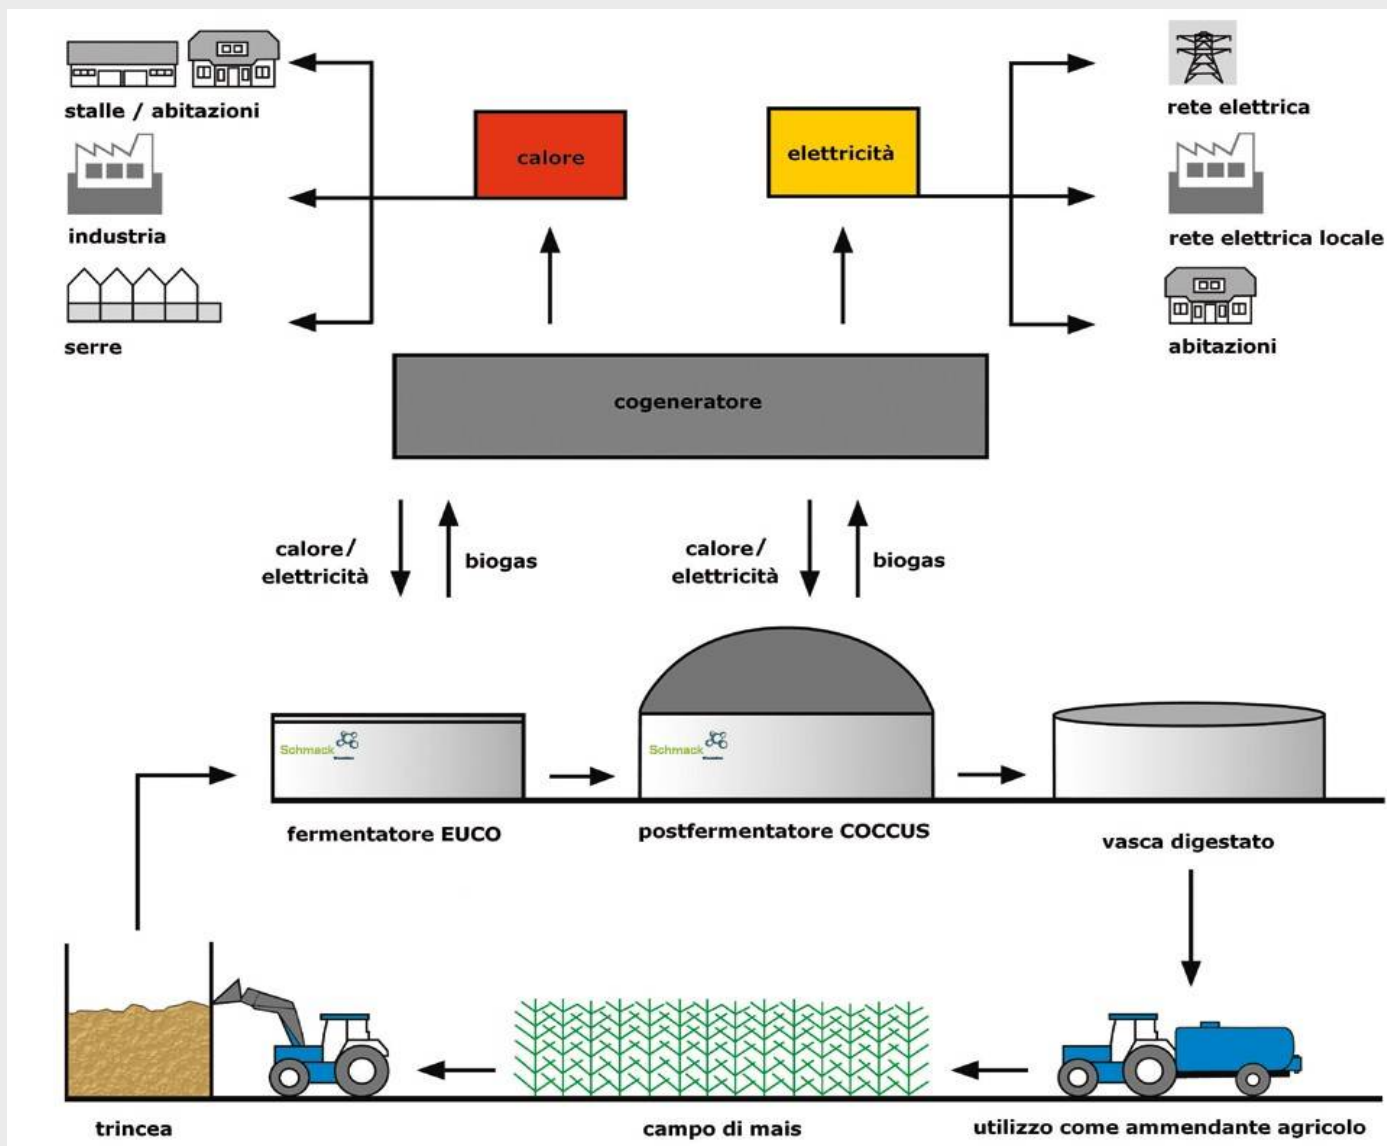 stalle / abitazioni
calore
elettricità
rete elettrica
industria
rete elettrica locale
serre
abitazioni
cogeneratore
calore/
elettricità
biogas
calore/
elettricità
biogas
Schmack
Schmack
fermentatore EUCO
postfermentatore COCCUS
vasca digestato
trincea
campo di mais
utilizzo come ammendante agricolo